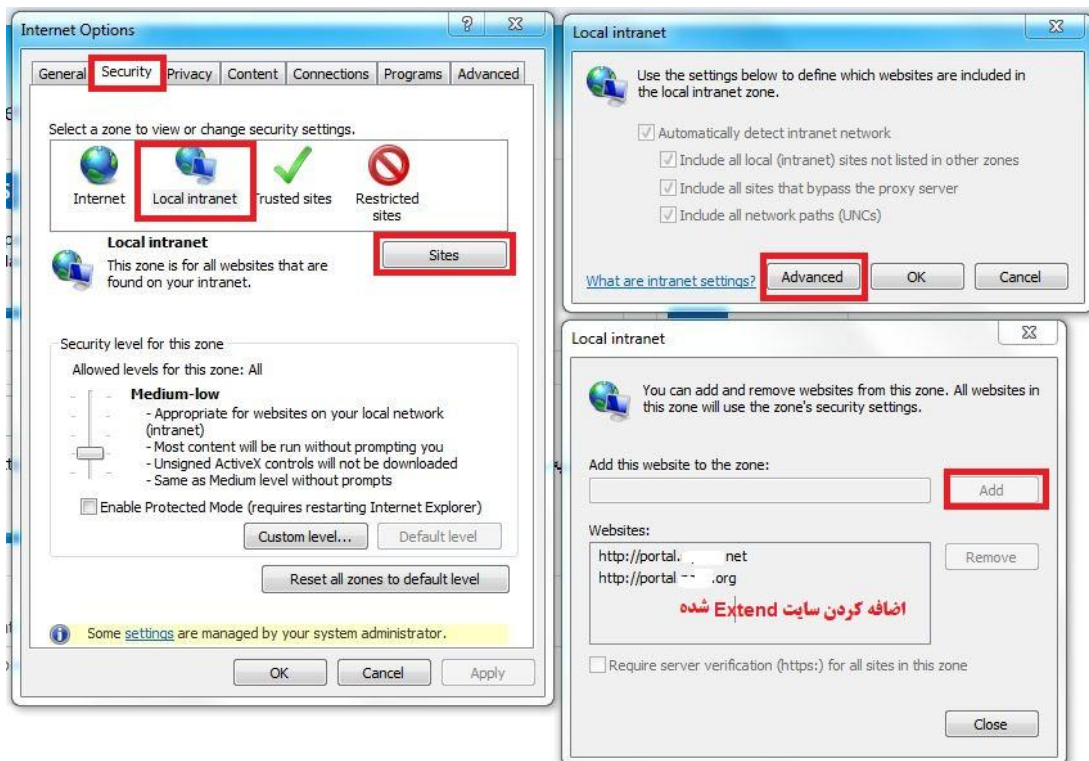 Internet Options
General Security Privacy Content Connections Programs Advanced
Select a zone to view or change security settings.
Internet Local intranet Trusted sites Restricted sites
Local intranet
This zone is for all websites that are
found on your intranet.
Sites
Security level for this zone
Allowed levels for this zone: All
Medium-low
- Appropriate for websites on your local network
(intranet)
- Most content will be run without prompting you
- Unsigned ActiveX controls will not be downloaded
- Same as Medium level without prompts
Enable Protected Mode (requires restarting Internet Explorer)
Custom level... Default level
Reset all zones to default level
Some settings are managed by your system administrator.
OK Cancel Apply
Local intranet
Use the settings below to define which websites are included in
the local intranet zone.
Automatically detect intranet network
Include all local (intranet) sites not listed in other zones
Include all sites that bypass the proxy server
Include all network paths (UNCs)
What are intranet settings? Advanced OK Cancel
Local intranet
You can add and remove websites from this zone. All websites in
this zone will use the zone's security settings.
Add this website to the zone:
Add
Websites:
http://portal. net
http://portal .org
Remove
اضافه کردن سایت Extend شده
Require server verification (https:) for all sites in this zone
Close